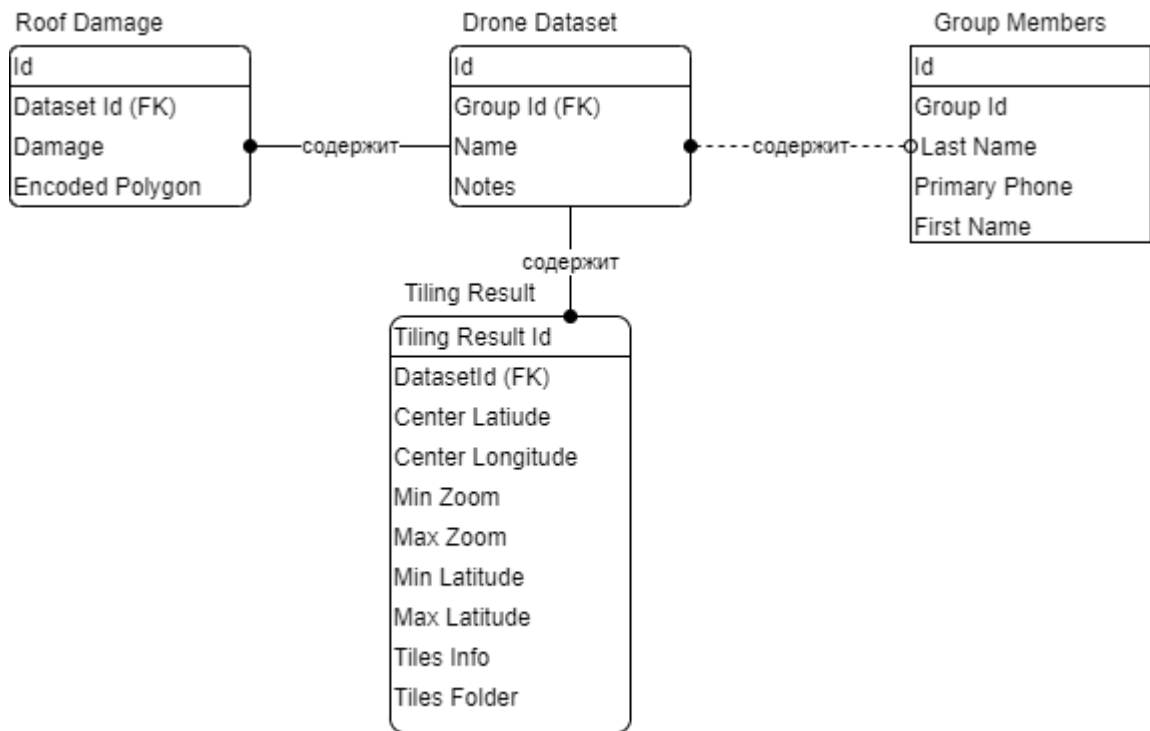 Roof Damage
Id
Dataset Id (FK)
Damage
Encoded Polygon
содержит
Drone Dataset
Id
Group Id (FK)
Name
Notes
содержит
Group Members
Id
Group Id
Last Name
Primary Phone
First Name
содержит
Tiling Result
Tiling Result Id
DatasetId (FK)
Center Latiude
Center Longitude
Min Zoom
Max Zoom
Min Latitude
Max Latitude
Tiles Info
Tiles Folder